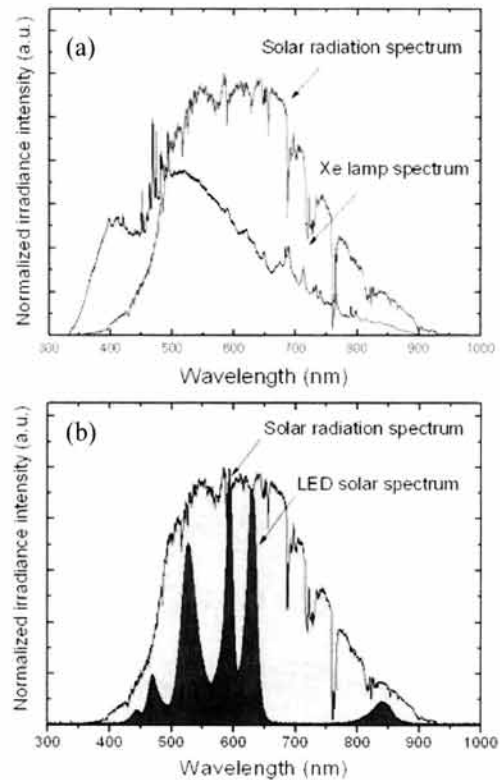 (a)
Solar radiation spectrum
Xe lamp spectrum
Normalized irradiance intensity (a.u.)
300 400 500 600 700 800 900 1000
Wavelength (nm)
(b)
Solar radiation spectrum
LED solar spectrum
Normalized irradiance intensity (a.u.)
300 400 500 600 700 800 900 1000
Wavelength (nm)